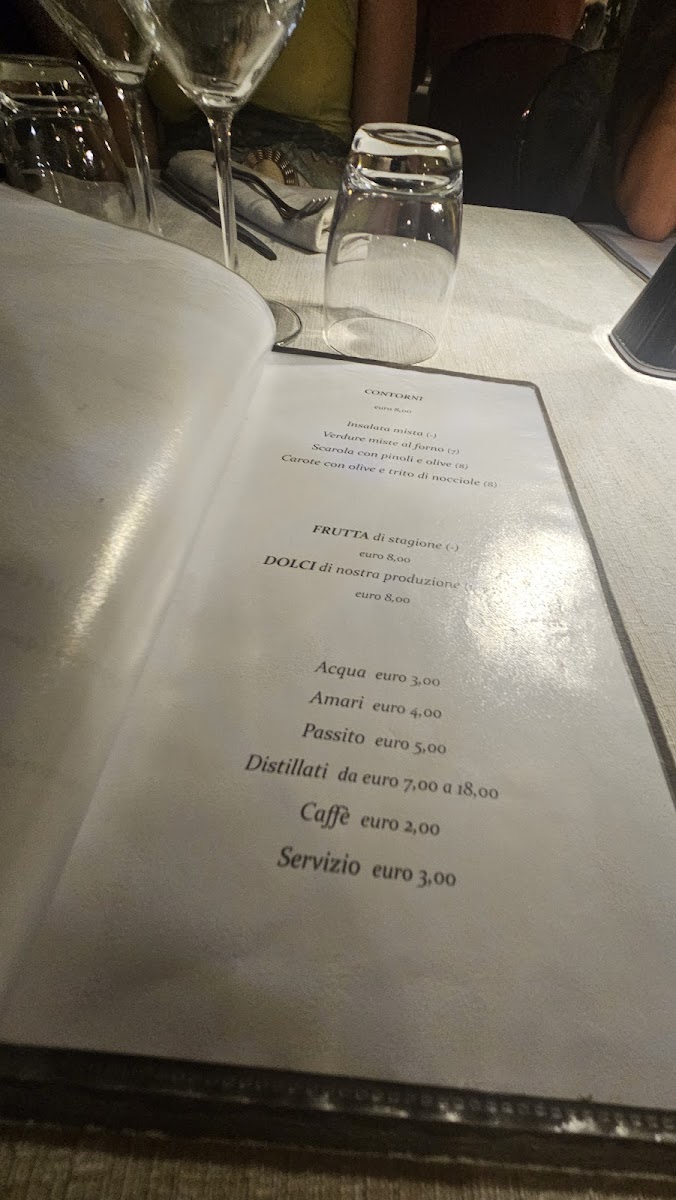 CONTORNI
euro 8,00
Insalata mista (-)
Verdure miste al forno (7)
Scarola con pinoli e olive (8)
Carote con olive e trito di nocciole (8)
FRUTTA di stagione (-)
euro 8,00
DOLCI di nostra produzione
euro 8,00
Acqua euro 3,00
Amari euro 4,00
Passito euro 5,00
Distillati da euro 7,00 a 18,00
Caffè euro 2,00
Servizio euro 3,00